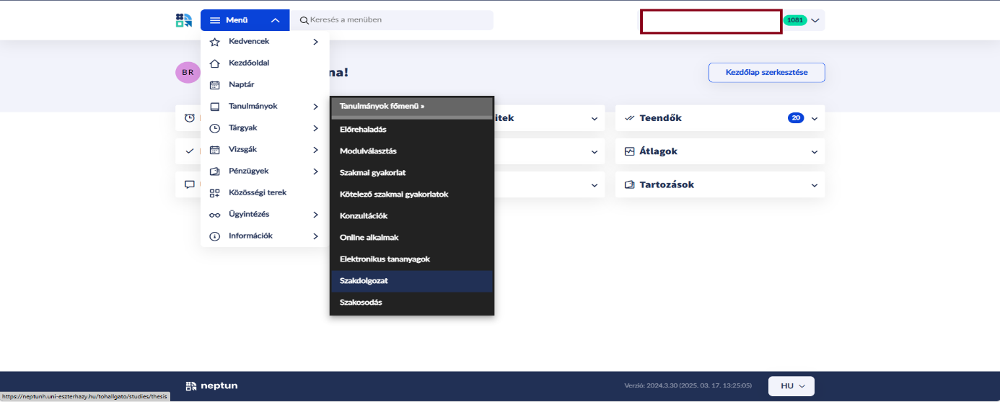 Menü
Keresés a menüben
1081
Kedvencek
Kezdőoldal
Naptár
Tanulmányok
Tárgyak
Vizsgák
Pénzügyek
Közösségi terek
Ügyintézés
Információk
BR
na!
Kezdőlap szerkesztése
Tanulmányok főmenü »
Előrehaladás
Modulválasztás
Szakmai gyakorlat
Kötelező szakmai gyakorlatok
Konzultációk
Online alkalmak
Elektronikus tananyagok
Szakdolgozat
Szakosodás
itek
Teendők 20
Átlagok
Tartozások
neptun
Verzió: 2024.3.30 (2025. 03. 17. 13:25:05)
HU
https://neptunh.uni-eszterhazy.hu/tohallgato/studies/thesis